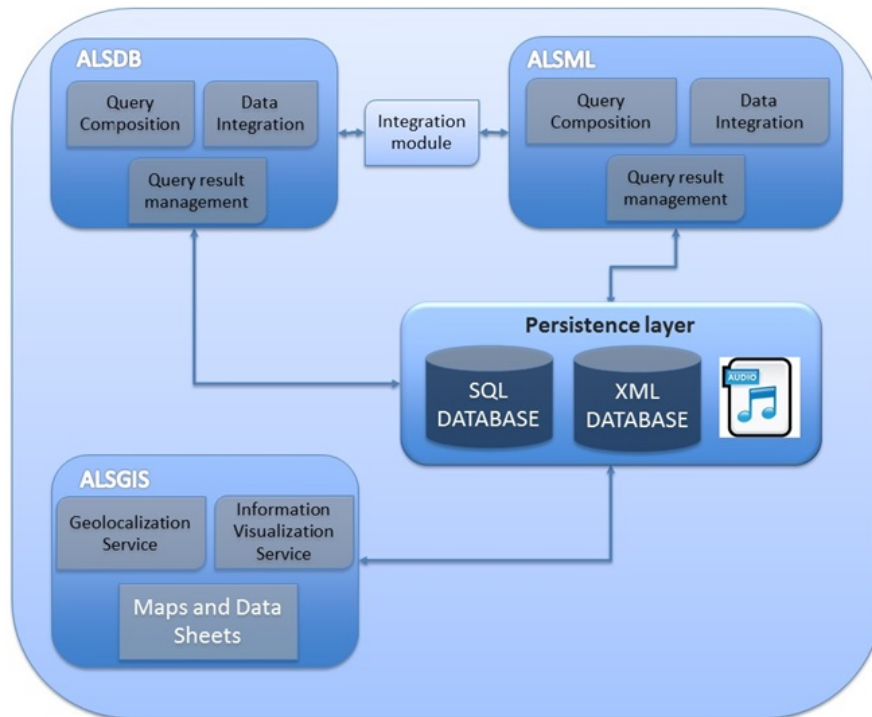 ALSDB
Query
Composition
Data
Integration
Query result
management
Integration
module
ALSML
Query
Composition
Data
Integration
Query result
management
Persistence layer
SQL
DATABASE
XML
DATABASE
AUDIO
ALSGIS
Geolocalization
Service
Information
Visualization
Service
Maps and Data
Sheets